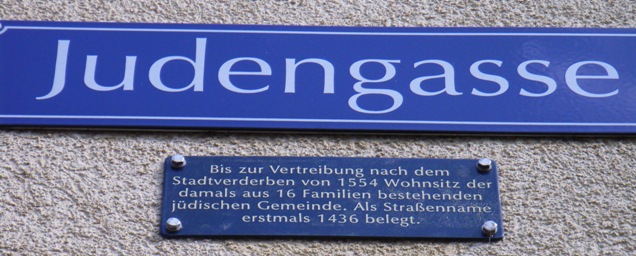 Judengasse
Bis zur Vertreibung nach dem
Stadtverderben von 1554 Wohnsitz der
damals aus 16 Familien bestehenden
jüdischen Gemeinde. Als Straßenname
erstmals 1436 belegt.